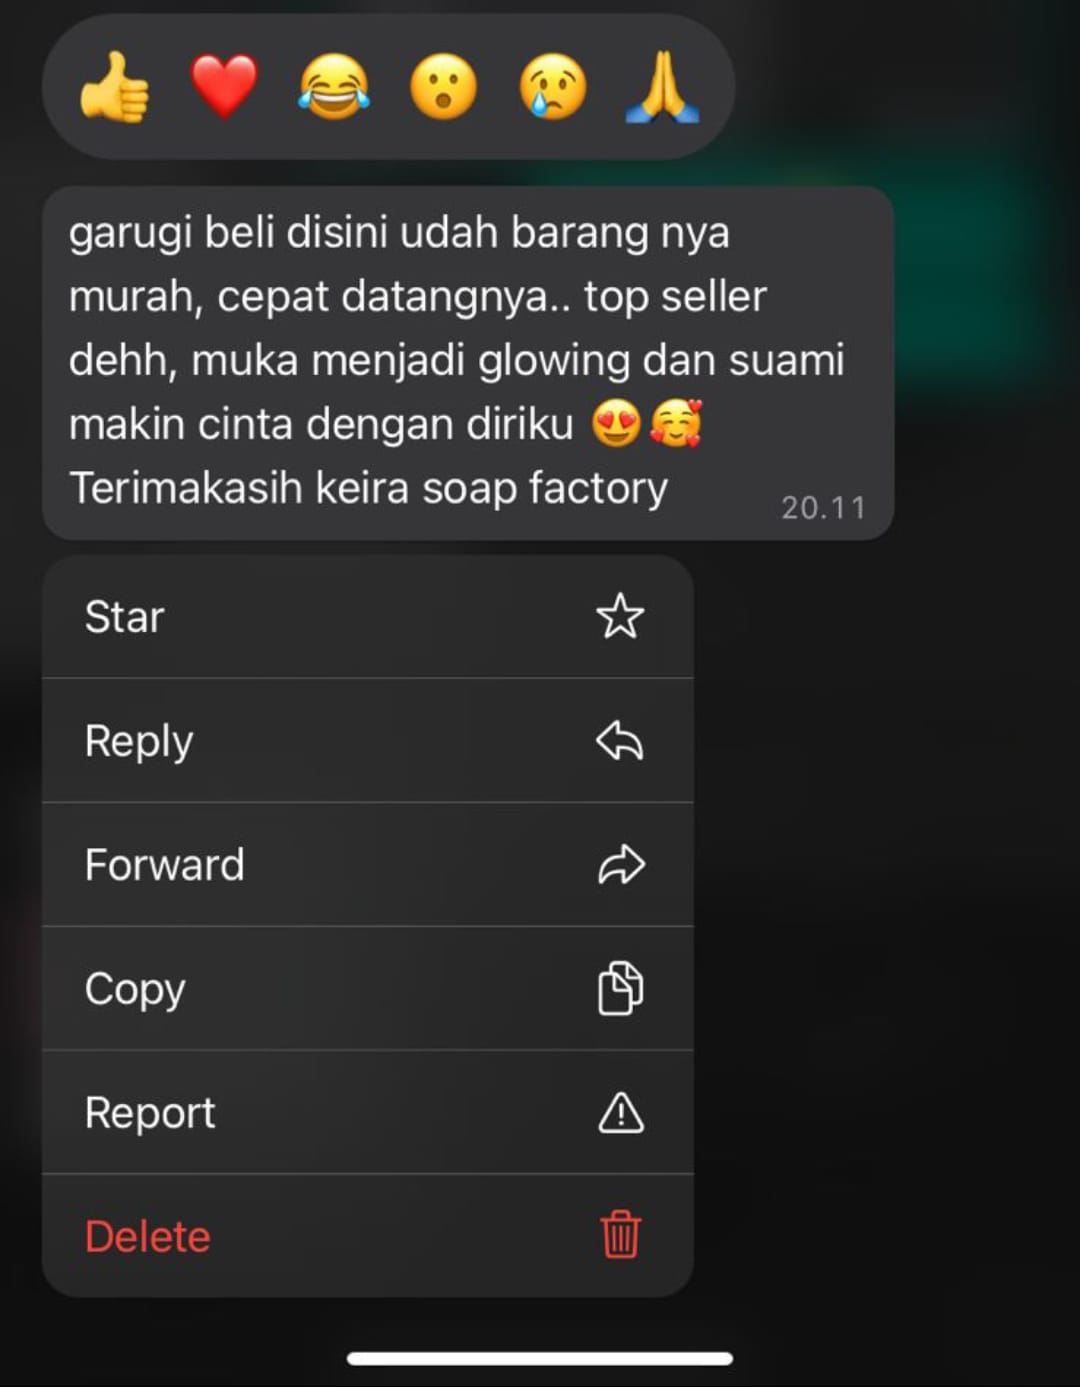 garugi beli disini udah barang nya
murah, cepat datangnya.. top seller
dehh, muka menjadi glowing dan suami
makin cinta dengan diriku 😍🥰
Terimakasih keira soap factory
20.11
Star
Reply
Forward
Copy
Report
Delete